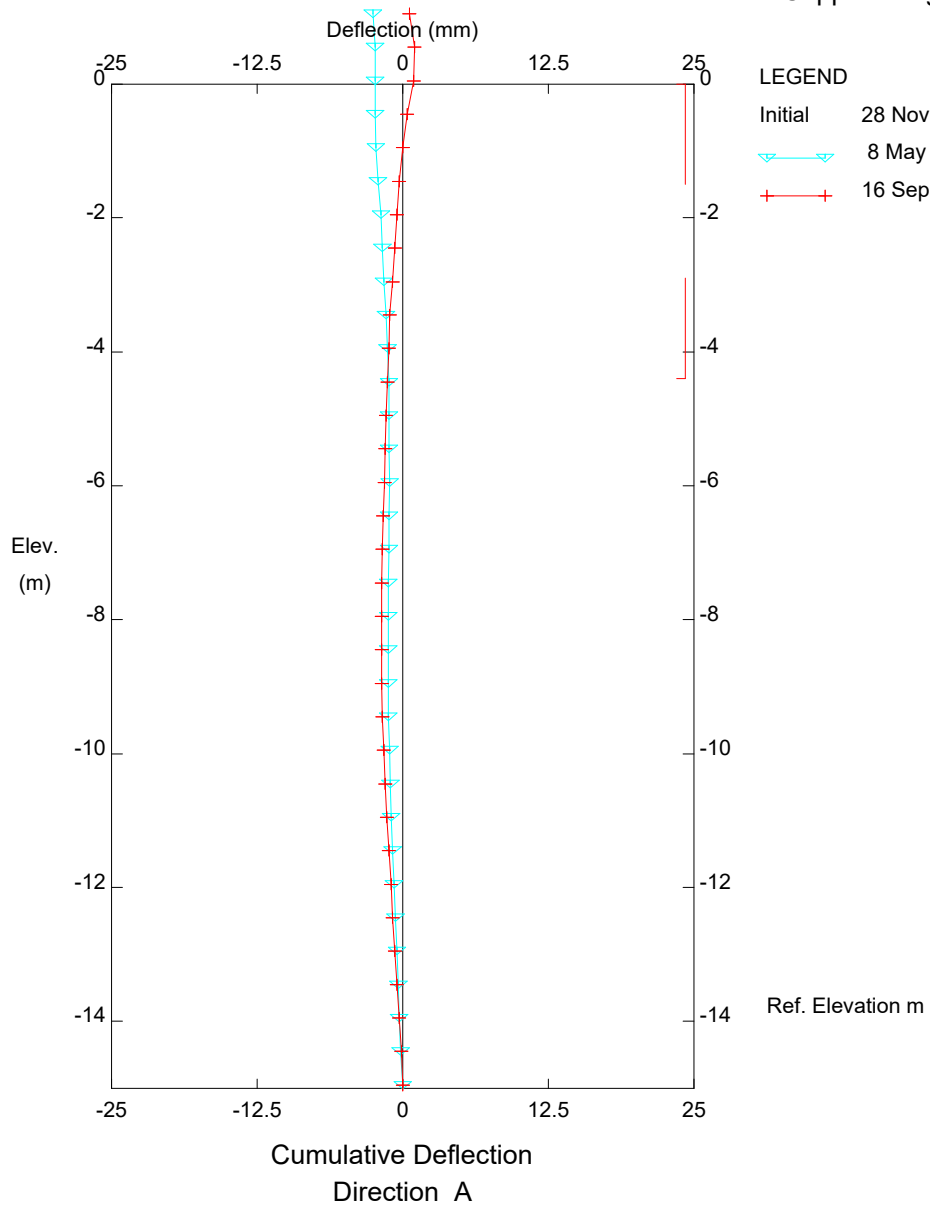 Deflection (mm)
-25 -12.5 0 12.5 25
0 0
LEGEND
Initial 28 Nov
8 May
16 Sep
-2 -2
-4 -4
-6 -6
Elev.
(m)
-8 -8
-10 -10
-12 -12
-14 -14
Ref. Elevation m
-25 -12.5 0 12.5 25
Cumulative Deflection
Direction A